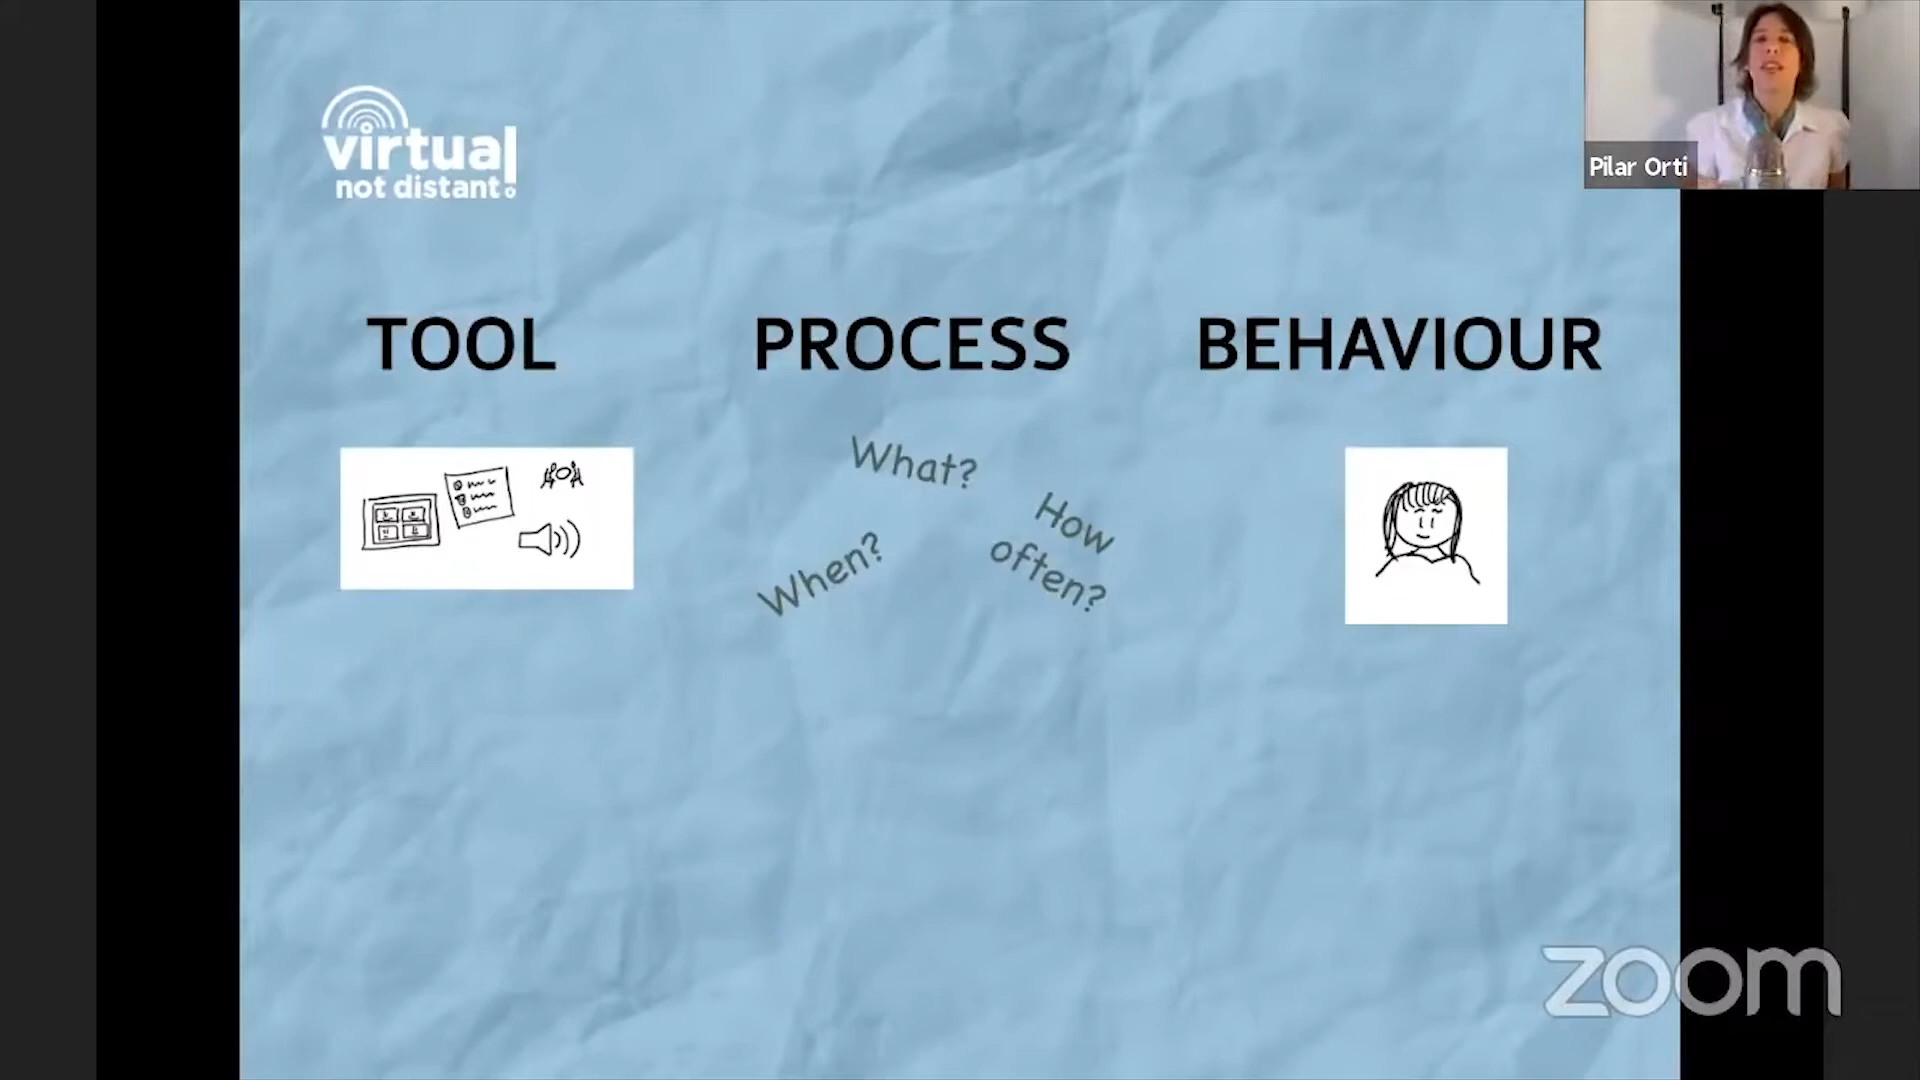 virtual
not distant
Pilar Orti
TOOL
PROCESS
BEHAVIOUR
What?
When?
How
often?
zoom